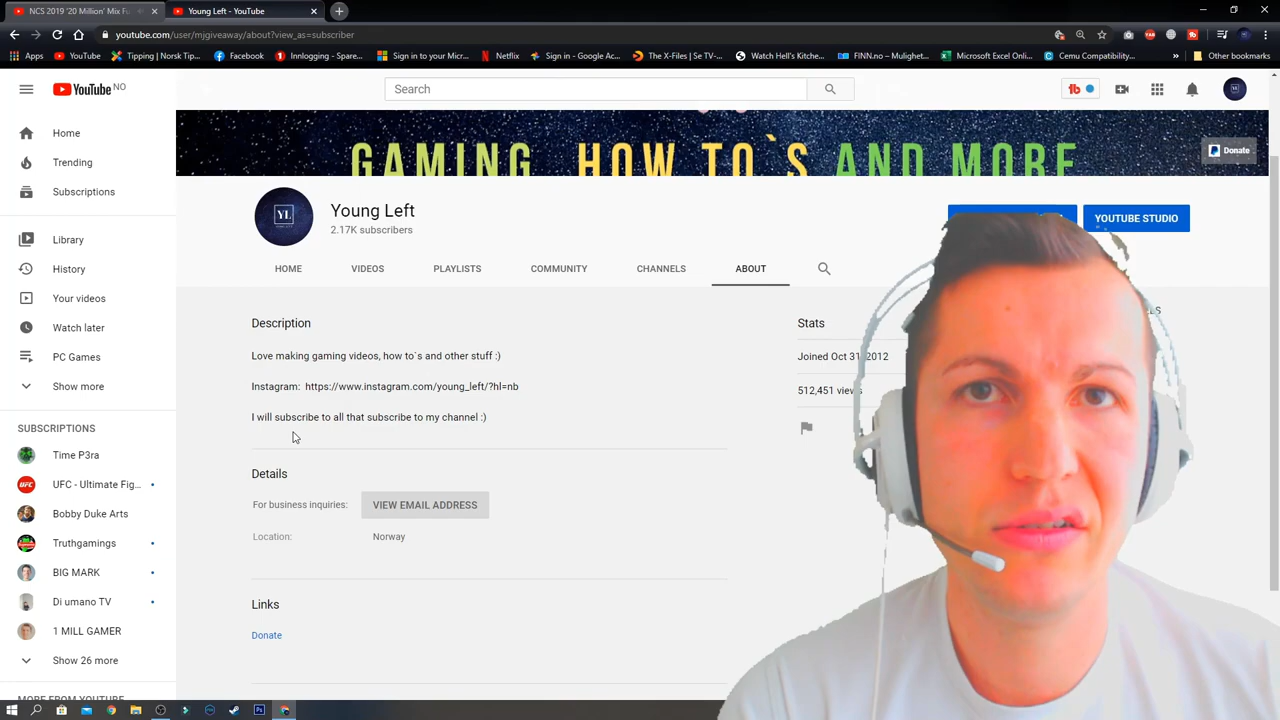 NCS 2019 '20 Million' Mix Fu
Young Left - YouTube
youtube.com/user/mjgiveaway/about?view_as=subscriber
Apps YouTube Tipping | Norsk Tip... Facebook Innlogging - Spare... Sign in to your Micr... Netflix Sign in - Google Ac... The X-Files | Se TV-... Watch Hell's Kitche... FINN.no – Mulighet... Microsoft Excel Onli... Cemu Compatibility... Other bookmarks
YouTube NO
Search
Home
Trending
Subscriptions
Library
History
Your videos
Watch later
PC Games
Show more
SUBSCRIPTIONS
Time P3ra
UFC - Ultimate Fig...
Bobby Duke Arts
Truthgamings
BIG MARK
Di umano TV
1 MILL GAMER
Show 26 more
MORE FROM YOUTUBE
GAMING HOW TO`S AND MORE
Donate
YL
Young Left
2.17K subscribers
YOUTUBE STUDIO
HOME VIDEOS PLAYLISTS COMMUNITY CHANNELS ABOUT
Description
Love making gaming videos, how to`s and other stuff :)
Instagram: https://www.instagram.com/young_left/?hl=nb
I will subscribe to all that subscribe to my channel :)
Details
For business inquiries: VIEW EMAIL ADDRESS
Location: Norway
Links
Donate
Stats
Joined Oct 31, 2012
512,451 views